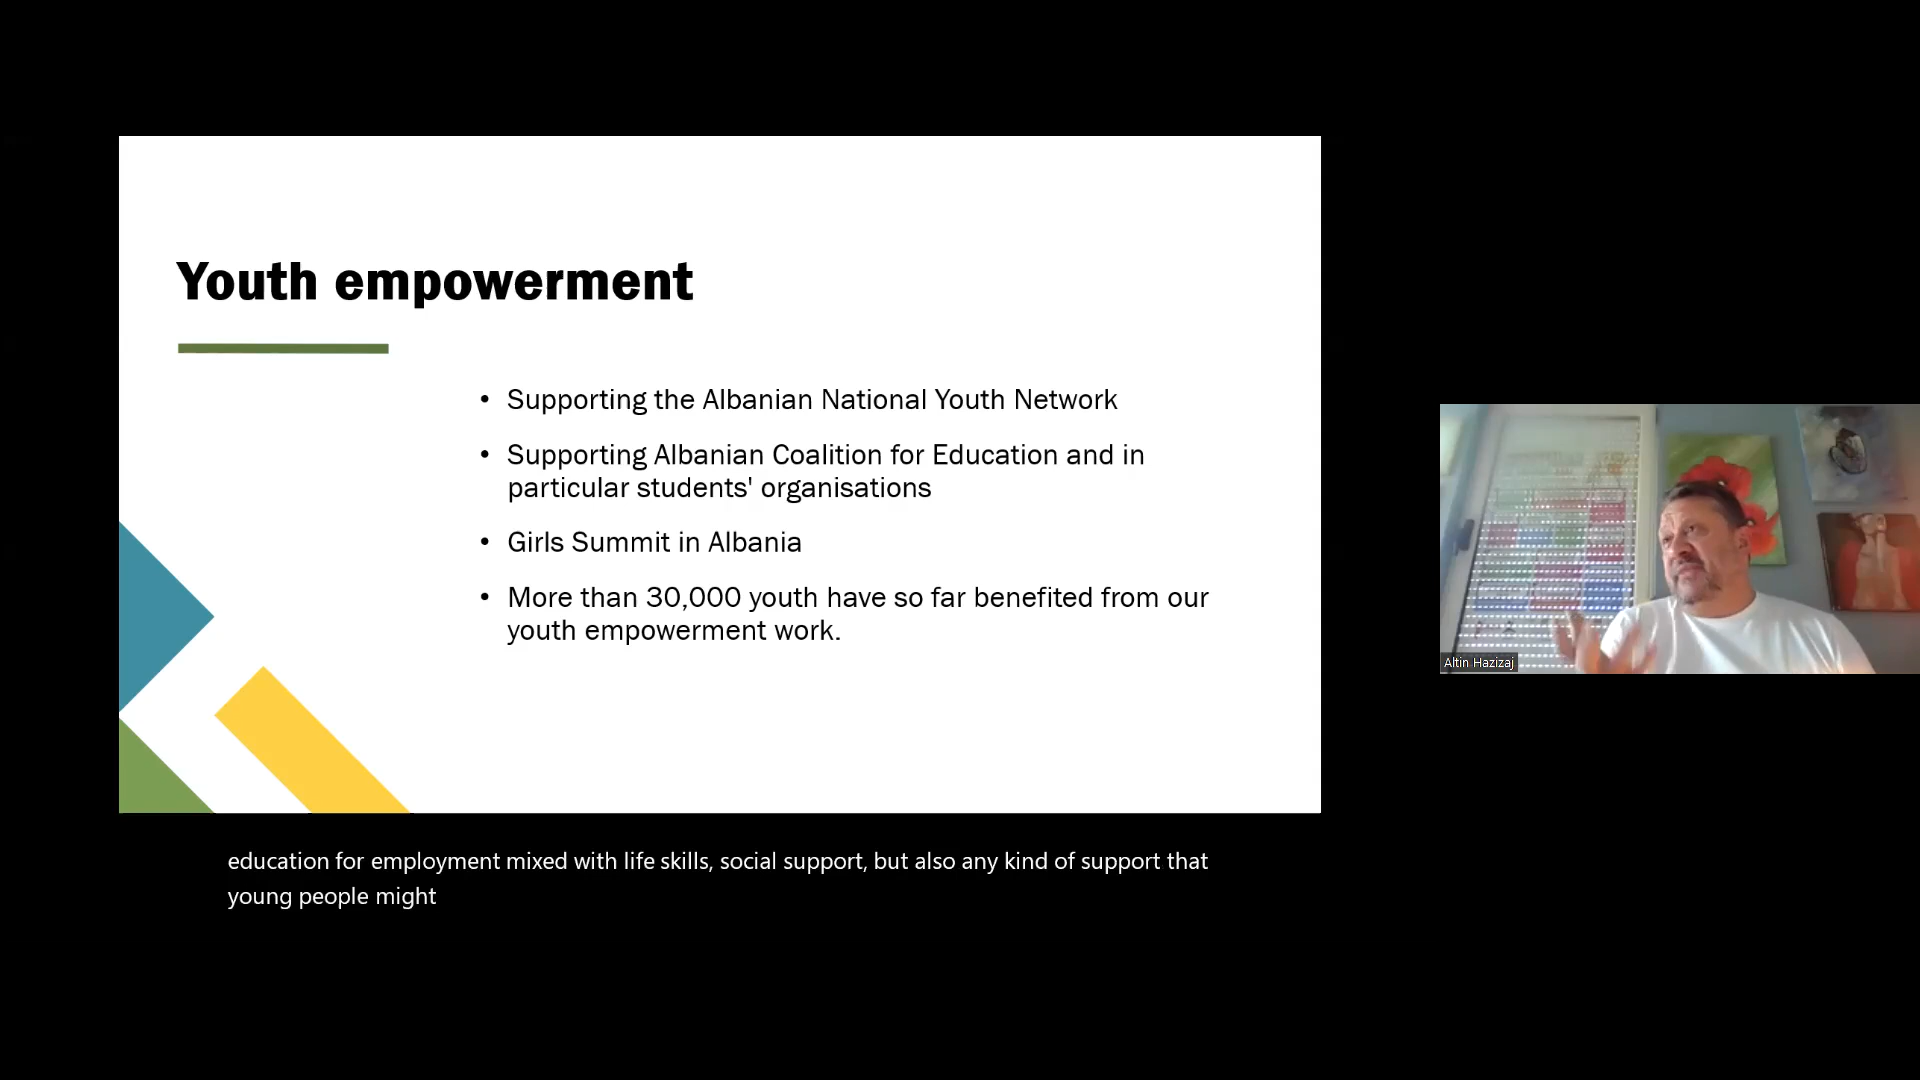 Youth empowerment
• Supporting the Albanian National Youth Network
• Supporting Albanian Coalition for Education and in
particular students' organisations
• Girls Summit in Albania
• More than 30,000 youth have so far benefited from our
youth empowerment work.
Altin Hazizaj
education for employment mixed with life skills, social support, but also any kind of support that
young people might